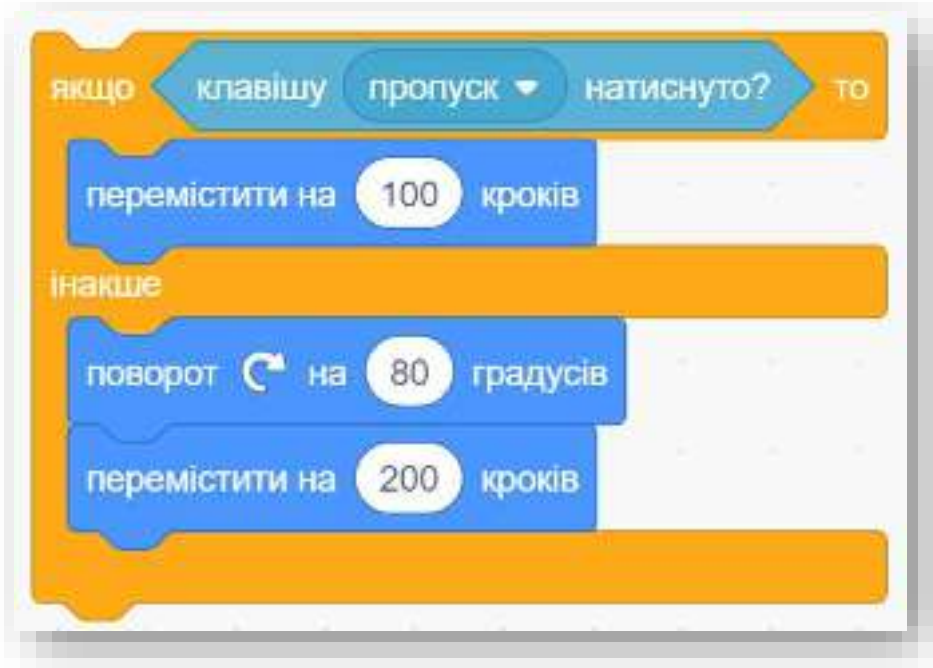 якщо клавішу пропуск натиснуто? то
перемістити на 100 кроків
інакше
поворот на 80 градусів
перемістити на 200 кроків